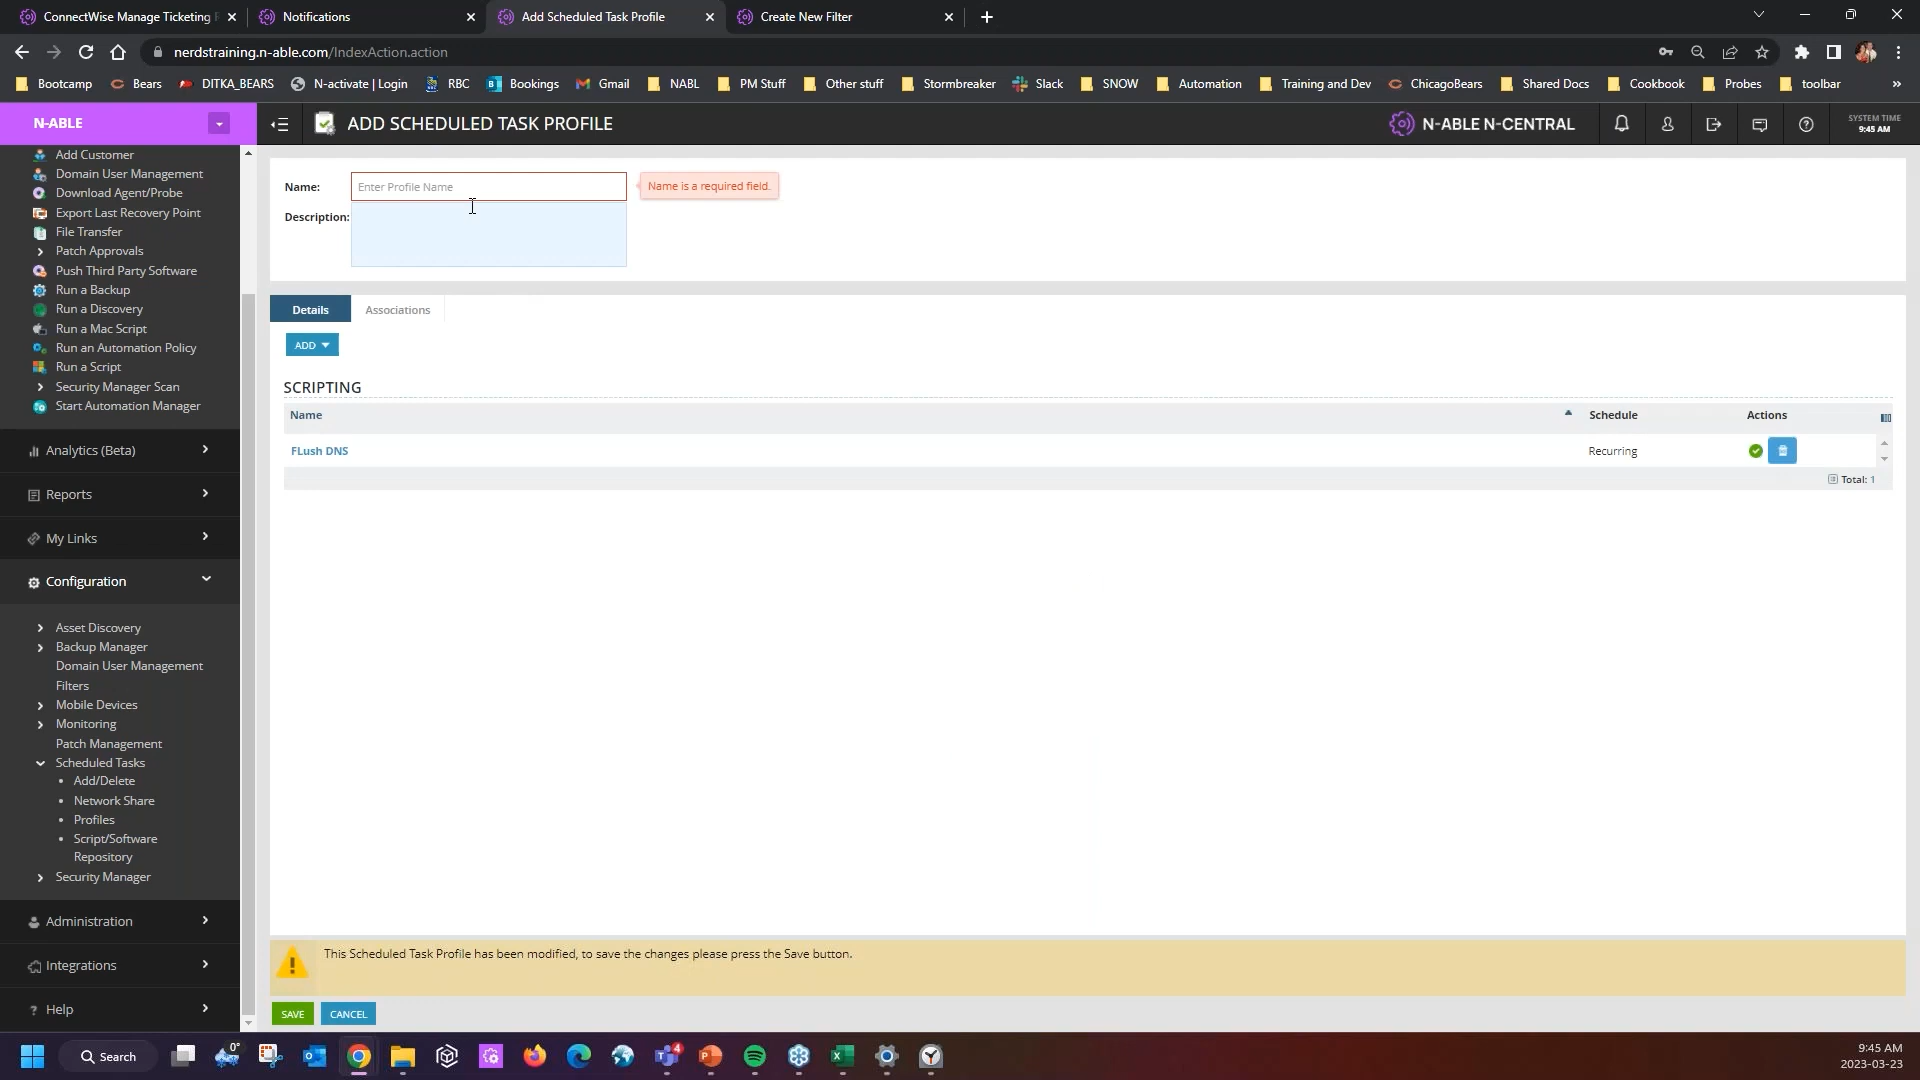 ConnectWise Manage Ticketing
Notifications
Add Scheduled Task Profile
Create New Filter
nerdstraining.n-able.com/IndexAction.action
Bootcamp
Bears
DITKA_BEARS
N-activate | Login
RBC
Bookings
Gmail
NABL
PM Stuff
Other stuff
Stormbreaker
Slack
SNOW
Automation
Training and Dev
ChicagoBears
Shared Docs
Cookbook
Probes
toolbar
»
N-ABLE
ADD SCHEDULED TASK PROFILE
N-ABLE N-CENTRAL
SYSTEM TIME
9:45 AM
Add Customer
Domain User Management
Download Agent/Probe
Export Last Recovery Point
File Transfer
Patch Approvals
Push Third Party Software
Run a Backup
Run a Discovery
Run a Mac Script
Run an Automation Policy
Run a Script
Security Manager Scan
Start Automation Manager
Analytics (Beta)
Reports
My Links
Configuration
Asset Discovery
Backup Manager
Domain User Management
Filters
Mobile Devices
Monitoring
Patch Management
Scheduled Tasks
• Add/Delete
• Network Share
• Profiles
• Script/Software
Repository
Security Manager
Administration
Integrations
? Help
Name:
Enter Profile Name
Name is a required field.
Description:
Details
Associations
ADD
SCRIPTING
Name
Schedule
Actions
FLush DNS
Recurring
Total: 1
This Scheduled Task Profile has been modified, to save the changes please press the Save button.
SAVE
CANCEL
Search
0°
4
9:45 AM
2023-03-23